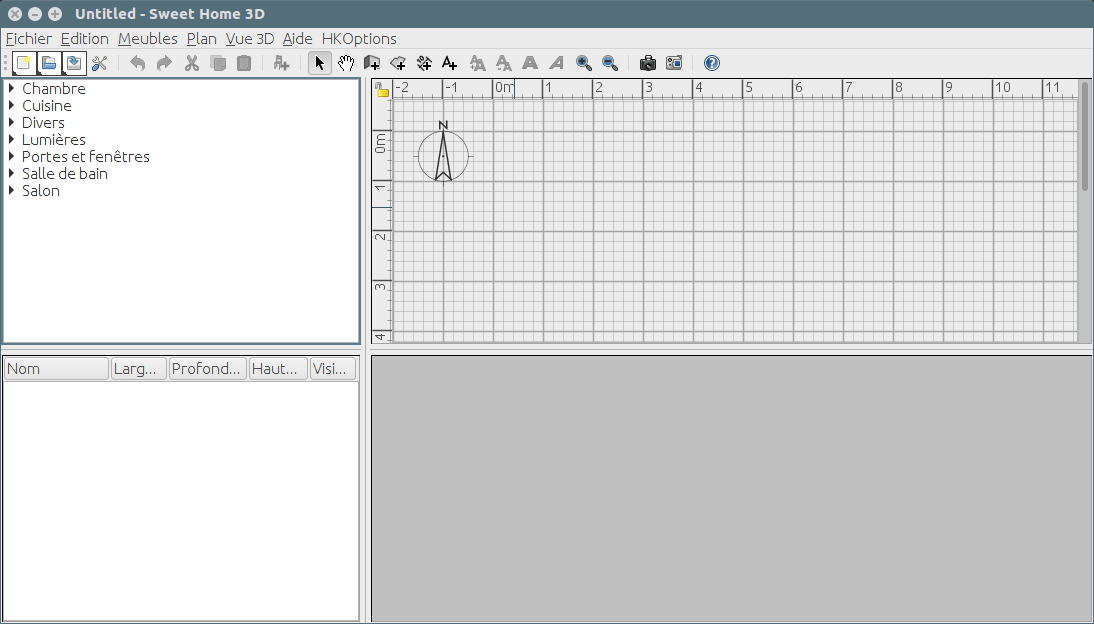 Untitled - Sweet Home 3D
Fichier Edition Meubles Plan Vue 3D Aide HKOptions
Chambre
Cuisine
Divers
Lumières
Portes et fenêtres
Salle de bain
Salon
-2 -1 0m 1 2 3 4 5 6 7 8 9 10 11
N
0m
1
2
3
4
Nom Larg... Profond... Haut... Visi...